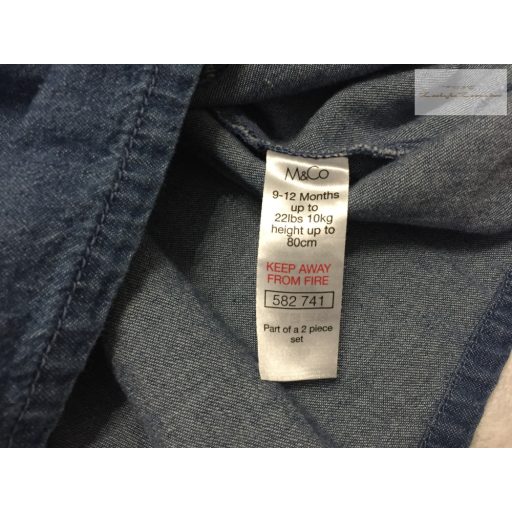 M&Co
9-12 Months
up to
22lbs 10kg
height up to
80cm
KEEP AWAY
FROM FIRE
582 741
Part of a 2 piece
set